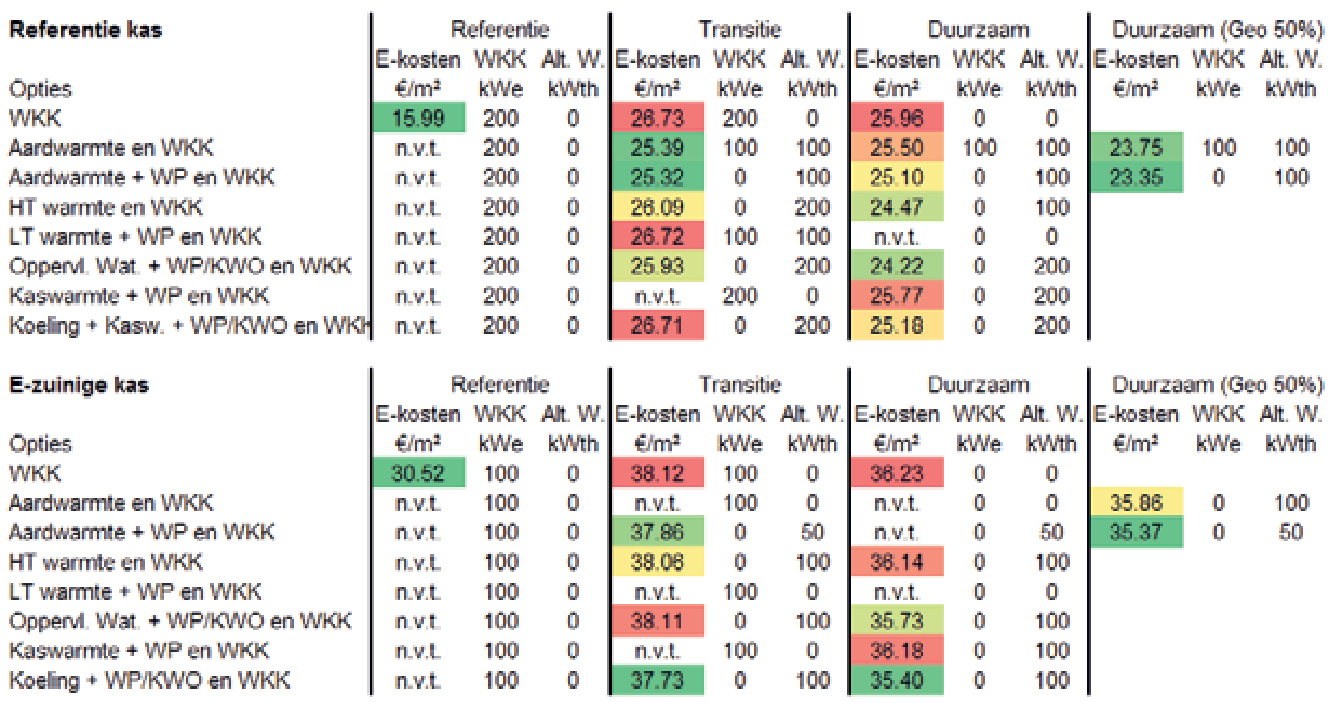 Referentie kas Referentie Transitie Duurzaam Duurzaam (Geo 50%)
E-kosten WKK Alt. W. E-kosten WKK Alt. W. E-kosten WKK Alt. W. E-kosten WKK Alt. W.
Opties €/m² kWe kWth €/m² kWe kWth €/m² kWe kWth €/m² kWe kWth
WKK 15.99 200 0 26.73 200 0 25.96 0 0
Aardwarmte en WKK n.v.t. 200 0 25.39 100 100 25.50 100 100 23.75 100 100
Aardwarmte + WP en WKK n.v.t. 200 0 25.32 0 100 25.10 0 100 23.35 0 100
HT warmte en WKK n.v.t. 200 0 26.09 0 200 24.47 0 100
LT warmte + WP en WKK n.v.t. 200 0 26.72 100 100 n.v.t. 0 0
Oppervl. Wat. + WP/KWO en WKK n.v.t. 200 0 25.93 0 200 24.22 0 200
Kaswarmte + WP en WKK n.v.t. 200 0 n.v.t. 200 0 25.77 0 200
Koeling + Kasw. + WP/KWO en WKK n.v.t. 200 0 26.71 0 200 25.18 0 200
E-zuinige kas Referentie Transitie Duurzaam Duurzaam (Geo 50%)
E-kosten WKK Alt. W. E-kosten WKK Alt. W. E-kosten WKK Alt. W. E-kosten WKK Alt. W.
Opties €/m² kWe kWth €/m² kWe kWth €/m² kWe kWth €/m² kWe kWth
WKK 30.52 100 0 38.12 100 0 36.23 0 0
Aardwarmte en WKK n.v.t. 100 0 n.v.t. 100 0 n.v.t. 0 0 35.86 0 100
Aardwarmte + WP en WKK n.v.t. 100 0 37.86 0 50 n.v.t. 0 50 35.37 0 50
HT warmte en WKK n.v.t. 100 0 38.06 0 100 36.14 0 100
LT warmte + WP en WKK n.v.t. 100 0 n.v.t. 100 0 n.v.t. 0 0
Oppervl. Wat. + WP/KWO en WKK n.v.t. 100 0 38.11 0 100 35.73 0 100
Kaswarmte + WP en WKK n.v.t. 100 0 n.v.t. 100 0 36.18 0 100
Koeling + WP/KWO en WKK n.v.t. 100 0 37.73 0 100 35.40 0 100